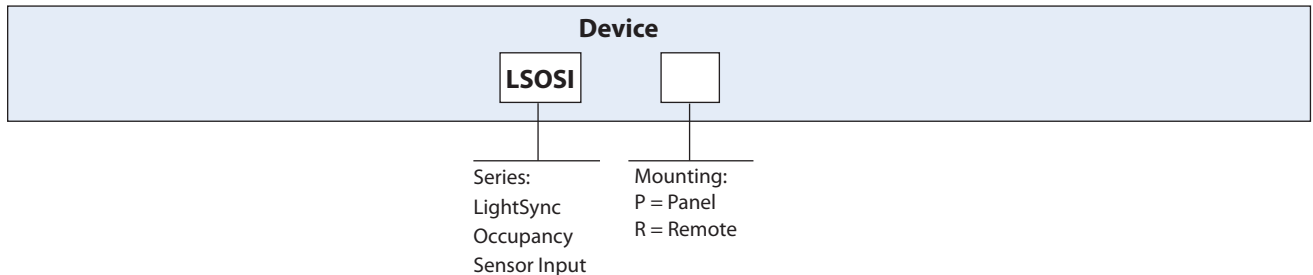 Device
LSOSI
Series:
LightSync
Occupancy
Sensor Input
Mounting:
P = Panel
R = Remote